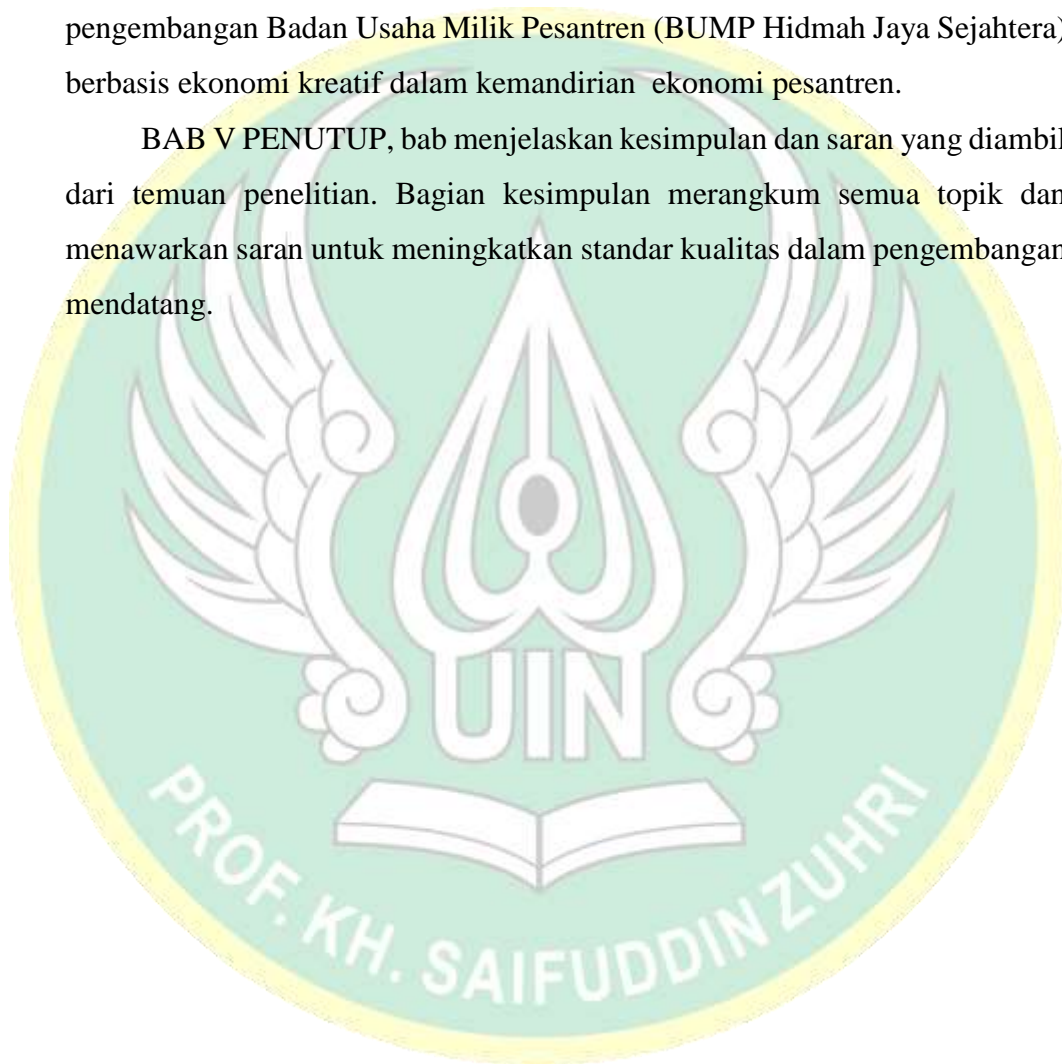 pengembangan Badan Usaha Milik Pesantren (BUMP Hidmah Jaya Sejahtera)
berbasis ekonomi kreatif dalam kemandirian ekonomi pesantren.
BAB V PENUTUP, bab menjelaskan kesimpulan dan saran yang diambil
dari temuan penelitian. Bagian kesimpulan merangkum semua topik dan
menawarkan saran untuk meningkatkan standar kualitas dalam pengembangan
mendatang.
UIN
PROF. KH. SAIFUDDIN ZUHRI